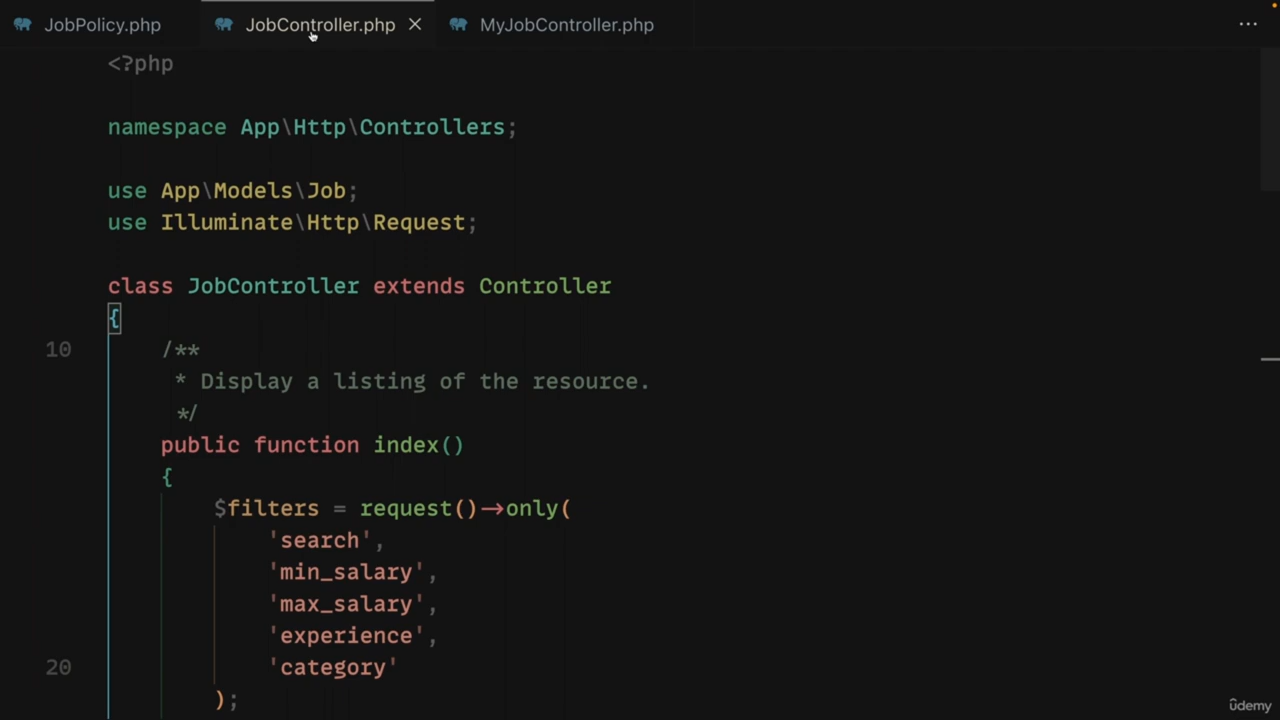 JobPolicy.php JobController.php MyJobController.php
<?php
namespace App\Http\Controllers;
use App\Models\Job;
use Illuminate\Http\Request;
class JobController extends Controller
{
10 /**
* Display a listing of the resource.
*/
public function index()
{
$filters = request()->only(
'search',
'min_salary',
'max_salary',
'experience',
20 'category'
);
ûdemy